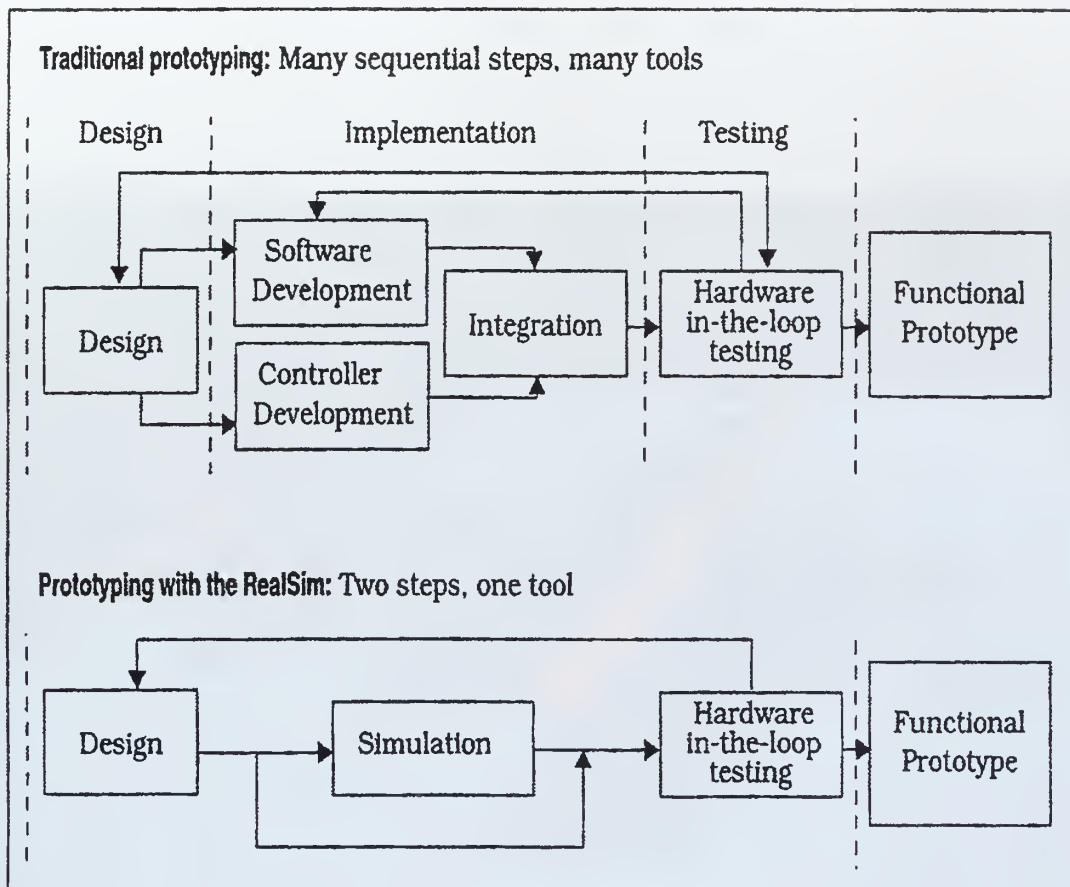 Traditional prototyping: Many sequential steps, many tools
Design
Implementation
Testing
Software
Development
Design
Integration
Controller
Development
Hardware
in-the-loop
testing
Functional
Prototype
Prototyping with the RealSim: Two steps, one tool
Design
Simulation
Hardware
in-the-loop
testing
Functional
Prototype